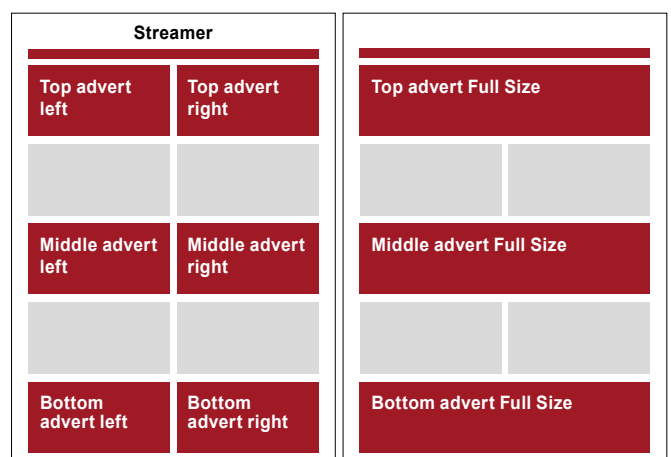 Streamer
Top advert
left
Top advert
right
Middle advert
left
Middle advert
right
Bottom
advert left
Bottom
advert right
Top advert Full Size
Middle advert Full Size
Bottom advert Full Size